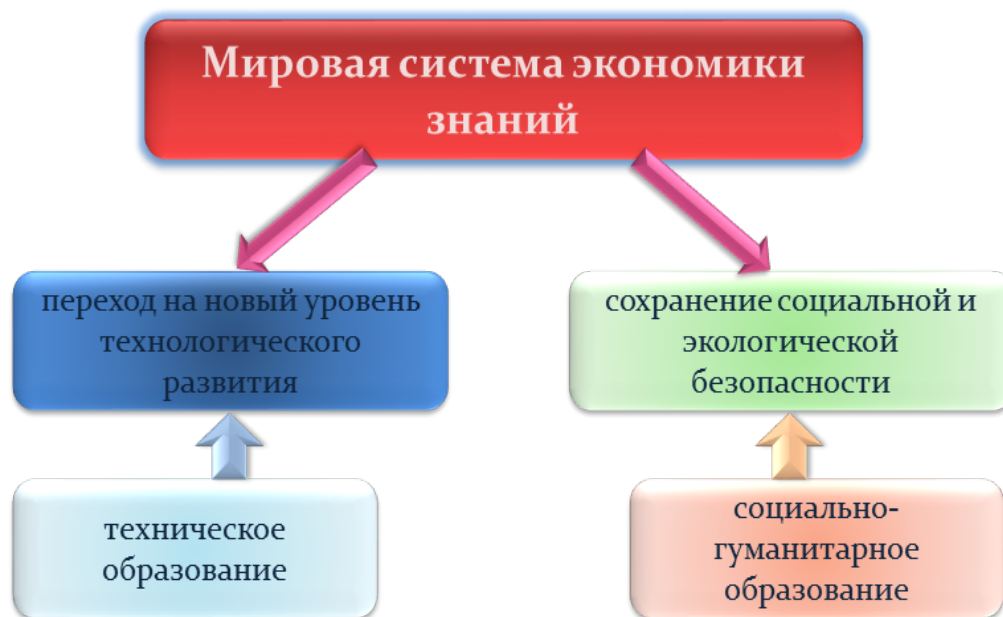 Мировая система экономики
знаний
переход на новый уровень
технологического
развития
сохранение социальной и
экологической
безопасности
техническое
образование
социально-
гуманитарное
образование